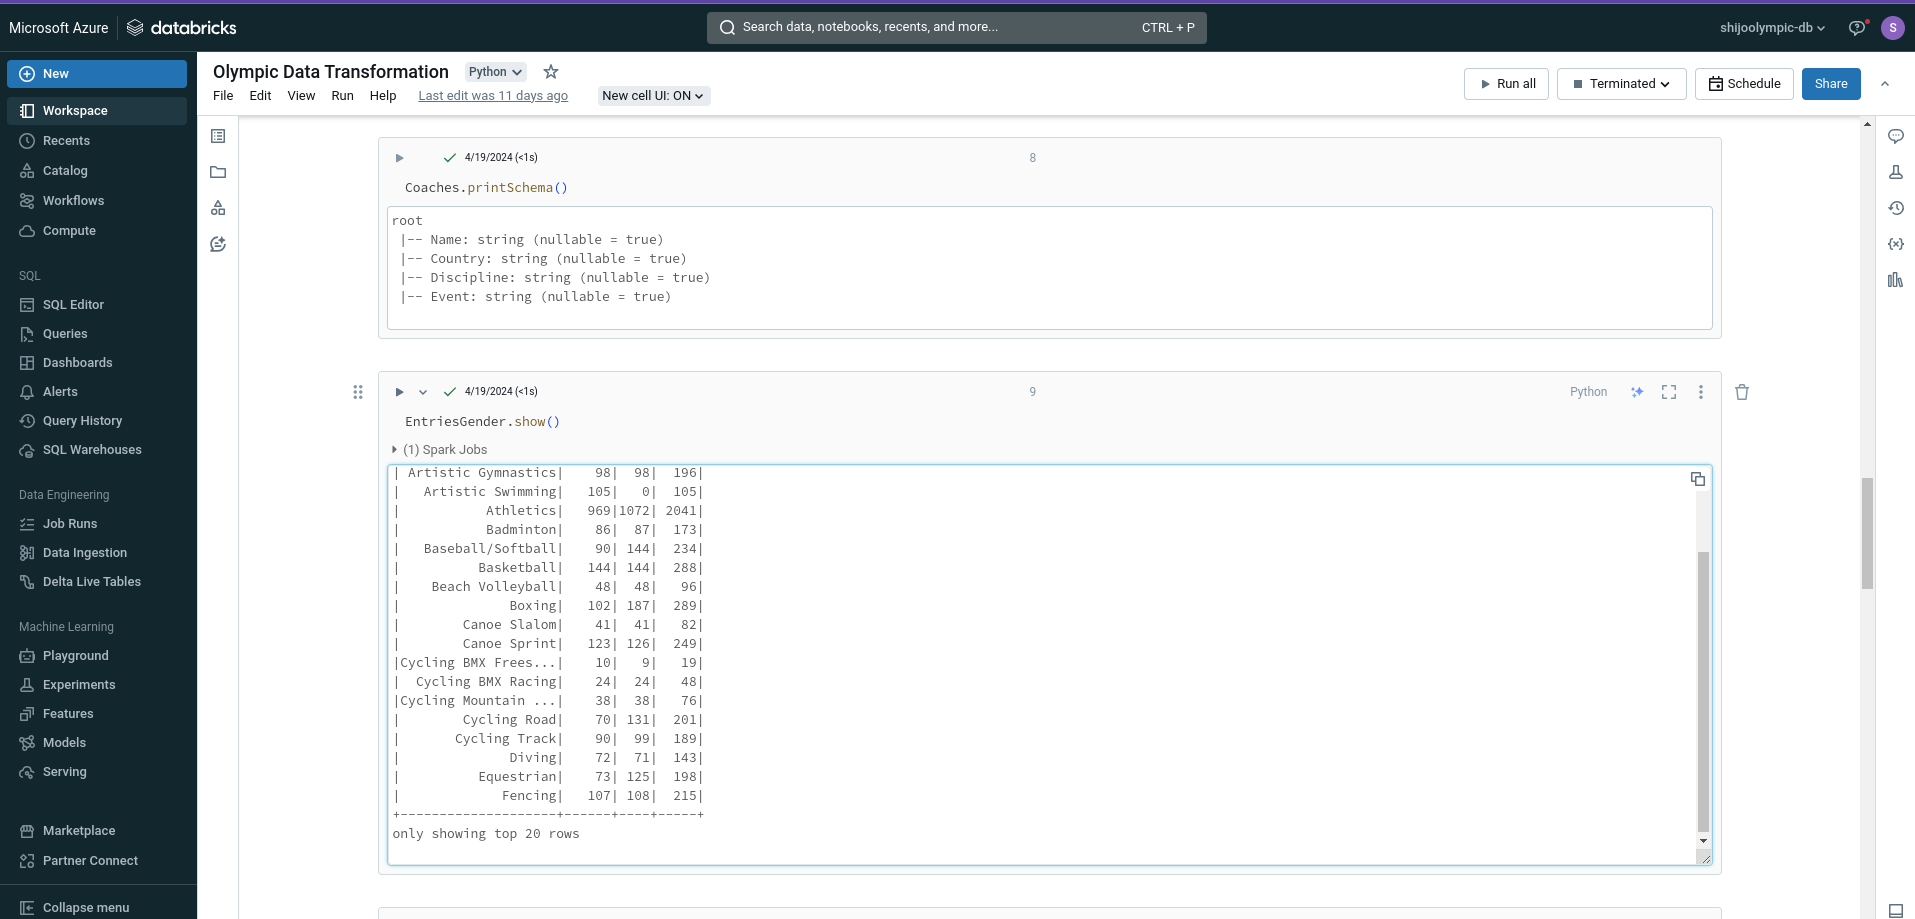 Microsoft Azure databricks
Search data, notebooks, recents, and more... CTRL + P
shijoolympic-db
S
New
Workspace
Recents
Catalog
Workflows
Compute
SQL
SQL Editor
Queries
Dashboards
Alerts
Query History
SQL Warehouses
Data Engineering
Job Runs
Data Ingestion
Delta Live Tables
Machine Learning
Playground
Experiments
Features
Models
Serving
Marketplace
Partner Connect
Collapse menu
Olympic Data Transformation Python
File Edit View Run Help Last edit was 11 days ago New cell UI: ON
Run all Terminated Schedule Share
4/19/2024 (<1s) 8
Coaches.printSchema()
root
 |-- Name: string (nullable = true)
 |-- Country: string (nullable = true)
 |-- Discipline: string (nullable = true)
 |-- Event: string (nullable = true)
4/19/2024 (<1s) 9 Python
EntriesGender.show()
(1) Spark Jobs
| Artistic Gymnastics|    98|  98|  196|
|   Artistic Swimming|   105|   0|  105|
|           Athletics|   969|1072| 2041|
|           Badminton|    86|  87|  173|
|   Baseball/Softball|    90| 144|  234|
|          Basketball|   144| 144|  288|
|    Beach Volleyball|    48|  48|   96|
|              Boxing|   102| 187|  289|
|        Canoe Slalom|    41|  41|   82|
|        Canoe Sprint|   123| 126|  249|
|Cycling BMX Frees...|    10|   9|   19|
|  Cycling BMX Racing|    24|  24|   48|
|Cycling Mountain ...|    38|  38|   76|
|        Cycling Road|    70| 131|  201|
|       Cycling Track|    90|  99|  189|
|              Diving|    72|  71|  143|
|          Equestrian|    73| 125|  198|
|             Fencing|   107| 108|  215|
+--------------------+------+----+-----+
only showing top 20 rows